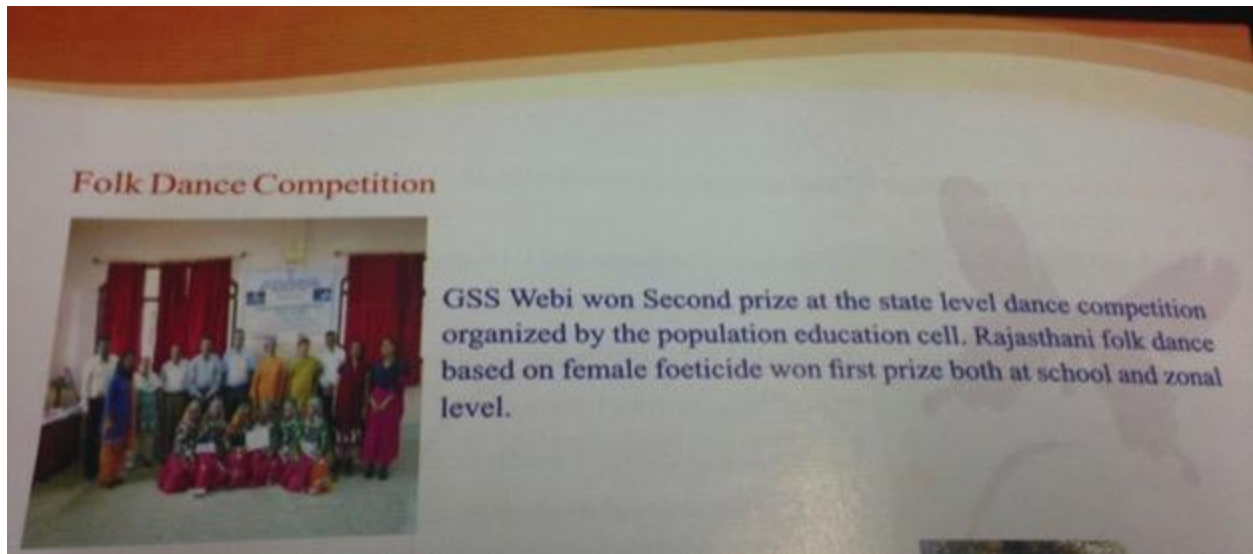 Folk Dance Competition
GSS Webi won Second prize at the state level dance competition
organized by the population education cell. Rajasthani folk dance
based on female foeticide won first prize both at school and zonal
level.